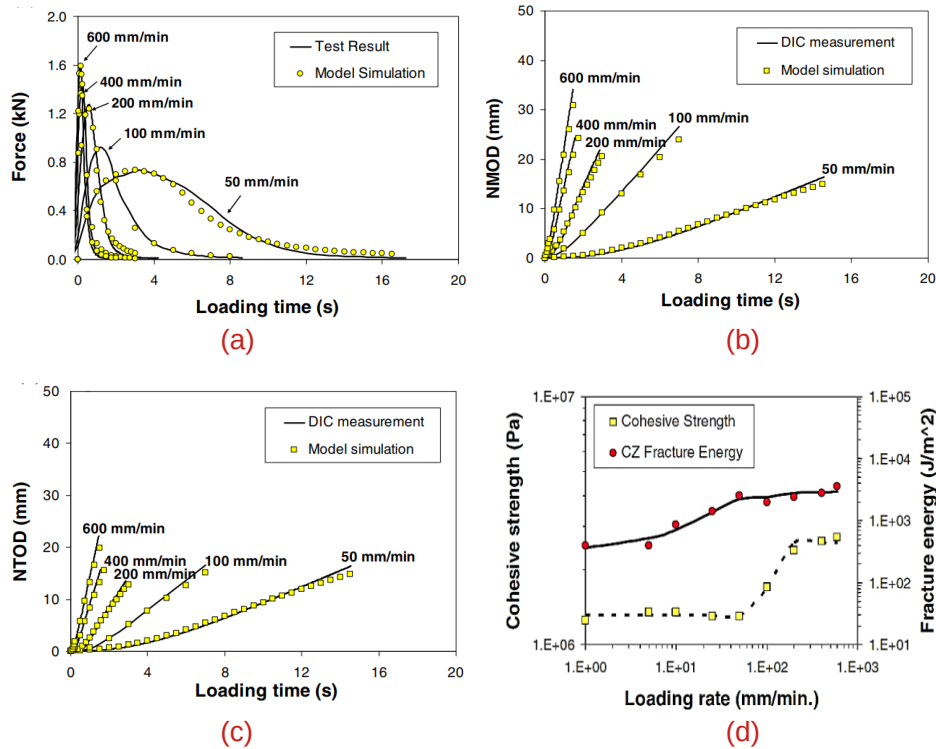 2.0
1.6
1.2
0.8
0.4
0.0
Force (kN)
600 mm/min
400 mm/min
200 mm/min
100 mm/min
50 mm/min
Test Result
Model Simulation
0 4 8 12 16 20
Loading time (s)
(a)
50
40
30
20
10
0
NMOD (mm)
DIC measurement
Model simulation
600 mm/min
400 mm/min
200 mm/min
100 mm/min
50 mm/min
0 4 8 12 16 20
Loading time (s)
(b)
50
40
30
20
10
0
NTOD (mm)
DIC measurement
Model simulation
600 mm/min
400 mm/min
200 mm/min
100 mm/min
50 mm/min
0 4 8 12 16 20
Loading time (s)
(c)
1.E+07
1.E+06
Cohesive strength (Pa)
Cohesive Strength
CZ Fracture Energy
1.E+05
1.E+04
1.E+03
1.E+02
1.E+01
Fracture energy (J/m^2)
1.E+00 1.E+01 1.E+02 1.E+03
Loading rate (mm/min.)
(d)